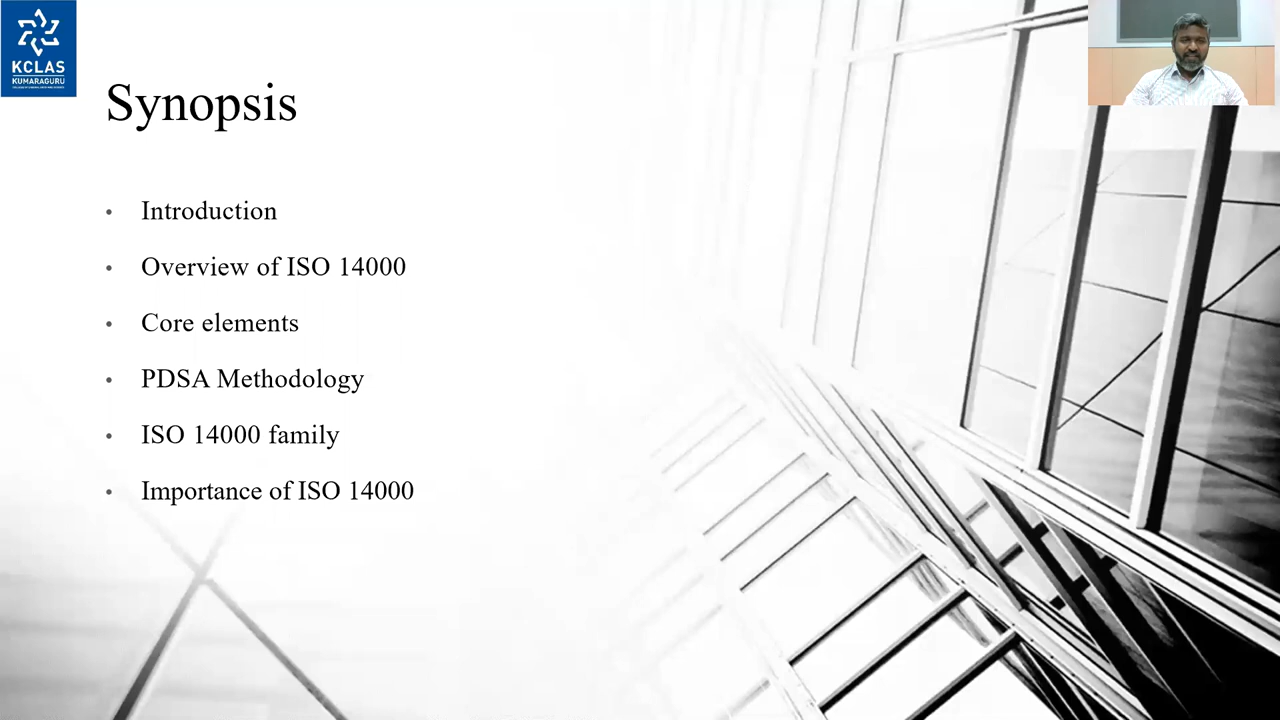 KCLAS
KUMARAGURU
Synopsis
• Introduction
• Overview of ISO 14000
• Core elements
• PDSA Methodology
• ISO 14000 family
• Importance of ISO 14000